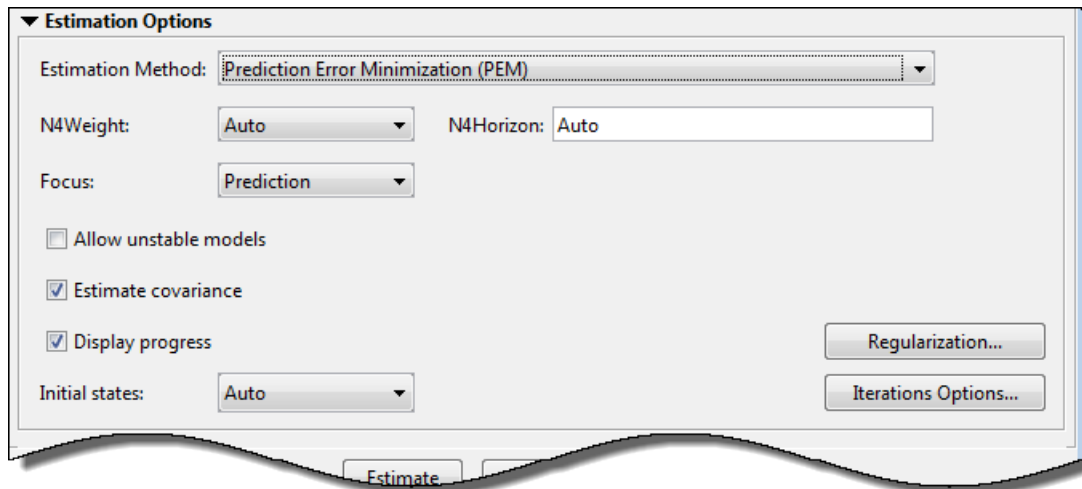 Estimation Options
Estimation Method: Prediction Error Minimization (PEM)
N4Weight: Auto N4Horizon: Auto
Focus: Prediction
Allow unstable models
Estimate covariance
Display progress Regularization...
Initial states: Auto Iterations Options...
Estimate